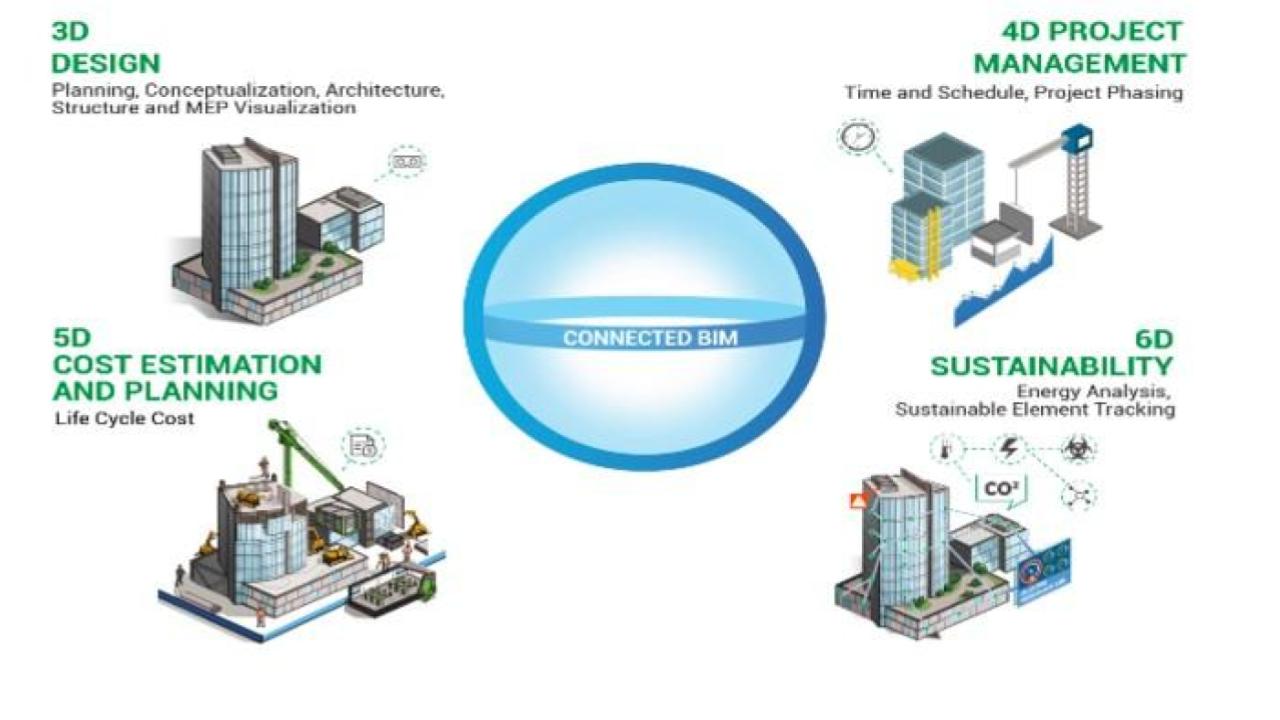 3D
DESIGN
Planning, Conceptualization, Architecture,
Structure and MEP Visualization
4D PROJECT
MANAGEMENT
Time and Schedule, Project Phasing
CONNECTED BIM
5D
COST ESTIMATION
AND PLANNING
Life Cycle Cost
6D
SUSTAINABILITY
Energy Analysis,
Sustainable Element Tracking
CO²